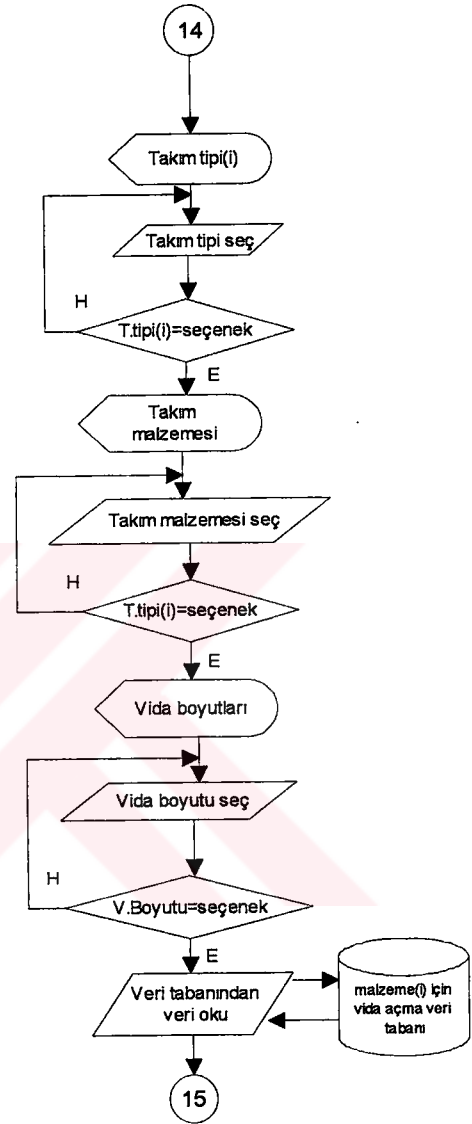 14
Takım tipi(i)
Takım tipi seç
H
T.tipi(i)=seçenek
E
Takım
malzemesi
Takım malzemesi seç
H
T.tipi(i)=seçenek
E
Vida boyutları
Vida boyutu seç
H
V.Boyutu=seçenek
E
Veri tabanından
veri oku
malzeme(i) için
vida açma veri
tabanı
15